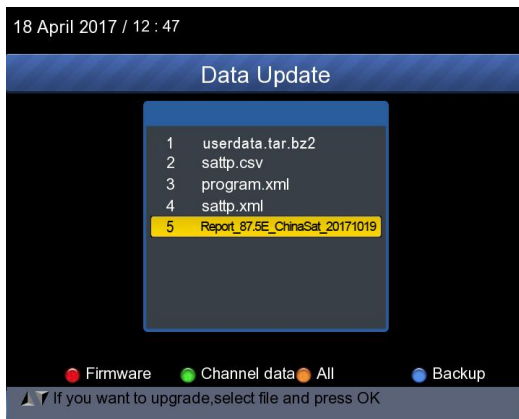 18 April 2017 / 12 : 47
Data Update
1 userdata.tar.bz2
2 sattp.csv
3 program.xml
4 sattp.xml
5 Report_87.5E_ChinaSat_20171019
Firmware Channel data All Backup
If you want to upgrade,select file and press OK